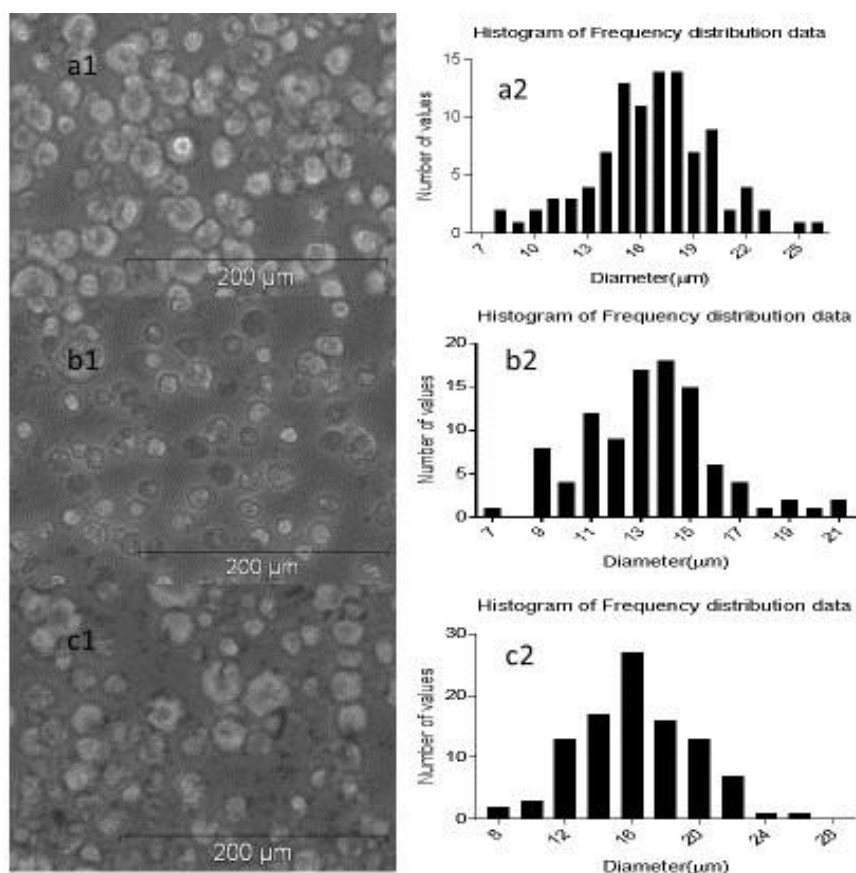 a1
200 µm
Histogram of Frequency distribution data
a2
15
10
5
0
Number of values
7
10
13
16
19
22
25
Diameter(µm)
b1
200 µm
Histogram of Frequency distribution data
b2
20
15
10
5
0
Number of values
7
9
11
13
15
17
19
21
Diameter(µm)
c1
200 µm
Histogram of Frequency distribution data
c2
30
20
10
0
Number of values
8
12
16
20
24
28
Diameter(µm)